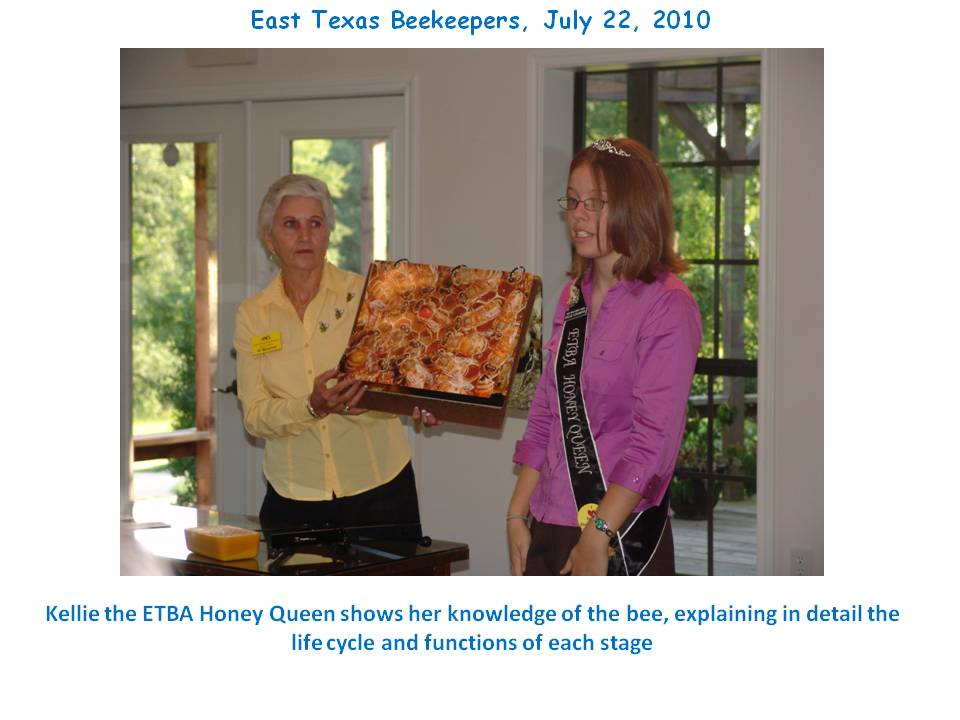 East Texas Beekeepers, July 22, 2010
ETBA HONEY QUEEN
Kellie the ETBA Honey Queen shows her knowledge of the bee, explaining in detail the
life cycle and functions of each stage